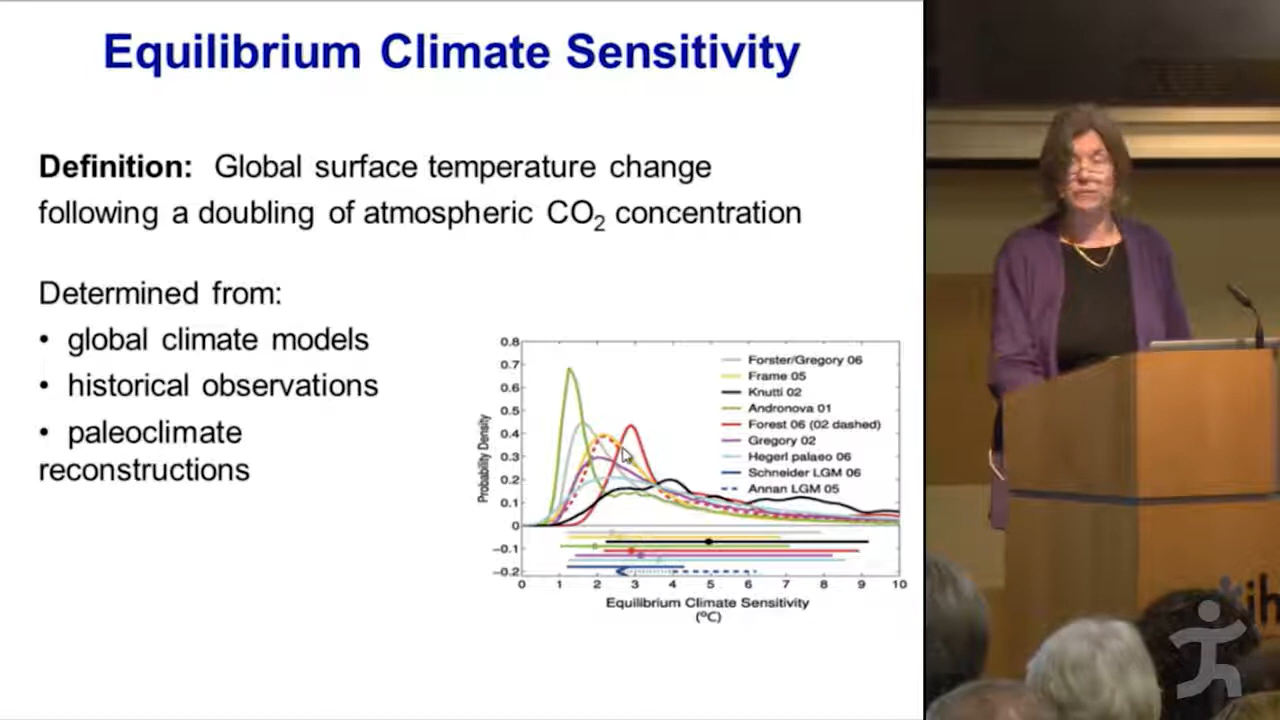 Equilibrium Climate Sensitivity
Definition: Global surface temperature change
following a doubling of atmospheric CO₂ concentration
Determined from:
• global climate models
• historical observations
• paleoclimate
reconstructions
0.8
0.7
0.6
0.5
0.4
0.3
0.2
0.1
0
−0.1
−0.2
Probability Density
Forster/Gregory 06
Frame 05
Knutti 02
Andronova 01
Forest 06 (02 dashed)
Gregory 02
Hegerl palaeo 06
Schneider LGM 06
Annan LGM 05
0 1 2 3 4 5 6 7 8 9 10
Equilibrium Climate Sensitivity
(°C)